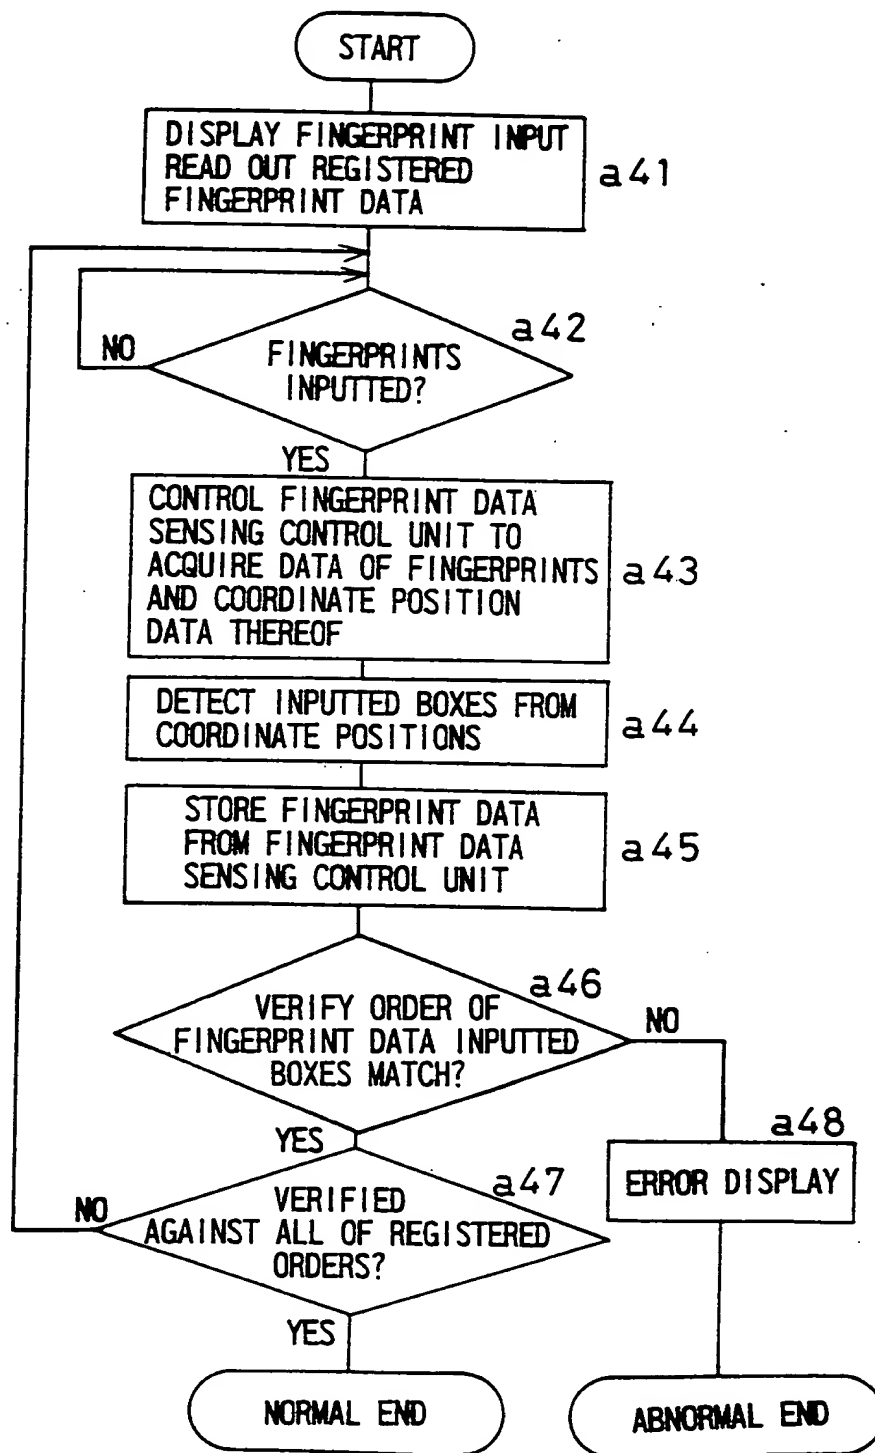 START
DISPLAY FINGERPRINT INPUT
READ OUT REGISTERED
FINGERPRINT DATA
a41
a42
NO
FINGERPRINTS
INPUTTED?
YES
CONTROL FINGERPRINT DATA
SENSING CONTROL UNIT TO
ACQUIRE DATA OF FINGERPRINTS
AND COORDINATE POSITION
DATA THEREOF
a43
DETECT INPUTTED BOXES FROM
COORDINATE POSITIONS
a44
STORE FINGERPRINT DATA
FROM FINGERPRINT DATA
SENSING CONTROL UNIT
a45
a46
VERIFY ORDER OF
FINGERPRINT DATA INPUTTED
BOXES MATCH?
NO
YES
a48
ERROR DISPLAY
a47
NO
VERIFIED
AGAINST ALL OF REGISTERED
ORDERS?
YES
NORMAL END
ABNORMAL END